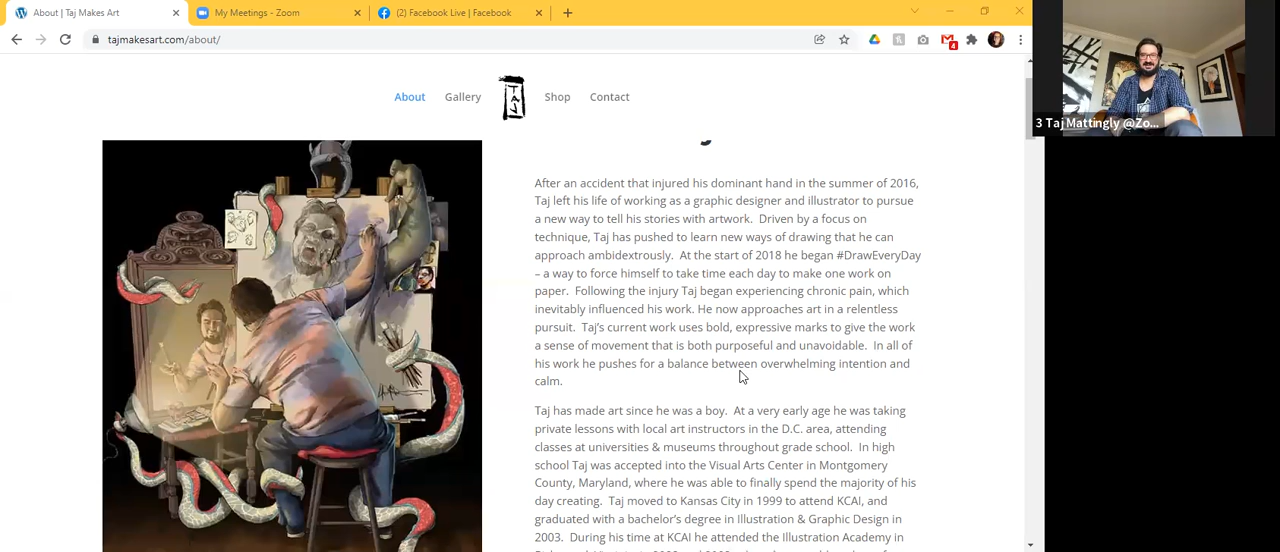 About | Taj Makes Art
My Meetings - Zoom
(2) Facebook Live | Facebook
tajmakesart.com/about/
4
About Gallery TAJ Shop Contact
3 Taj Mattingly @Zo...
After an accident that injured his dominant hand in the summer of 2016,
Taj left his life of working as a graphic designer and illustrator to pursue
a new way to tell his stories with artwork.  Driven by a focus on
technique, Taj has pushed to learn new ways of drawing that he can
approach ambidextrously.  At the start of 2018 he began #DrawEveryDay
– a way to force himself to take time each day to make one work on
paper.  Following the injury Taj began experiencing chronic pain, which
inevitably influenced his work. He now approaches art in a relentless
pursuit.  Taj's current work uses bold, expressive marks to give the work
a sense of movement that is both purposeful and unavoidable.  In all of
his work he pushes for a balance between overwhelming intention and
calm.
Taj has made art since he was a boy.  At a very early age he was taking
private lessons with local art instructors in the D.C. area, attending
classes at universities & museums throughout grade school.  In high
school Taj was accepted into the Visual Arts Center in Montgomery
County, Maryland, where he was able to finally spend the majority of his
day creating.  Taj moved to Kansas City in 1999 to attend KCAI, and
graduated with a bachelor's degree in Illustration & Graphic Design in
2003.  During his time at KCAI he attended the Illustration Academy in